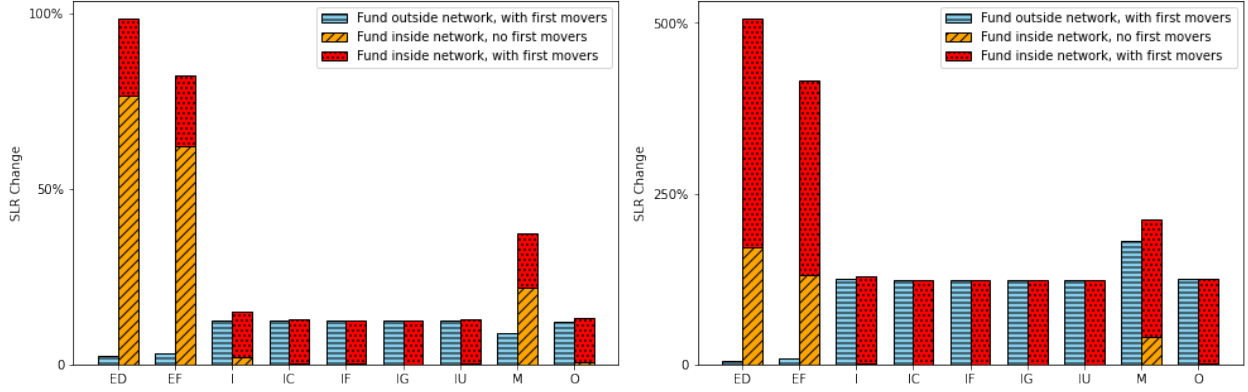 100%
50%
0
SLR Change
Fund outside network, with first movers
Fund inside network, no first movers
Fund inside network, with first movers
ED EF I IC IF IG IU M O
500%
250%
0
SLR Change
Fund outside network, with first movers
Fund inside network, no first movers
Fund inside network, with first movers
ED EF I IC IF IG IU M O